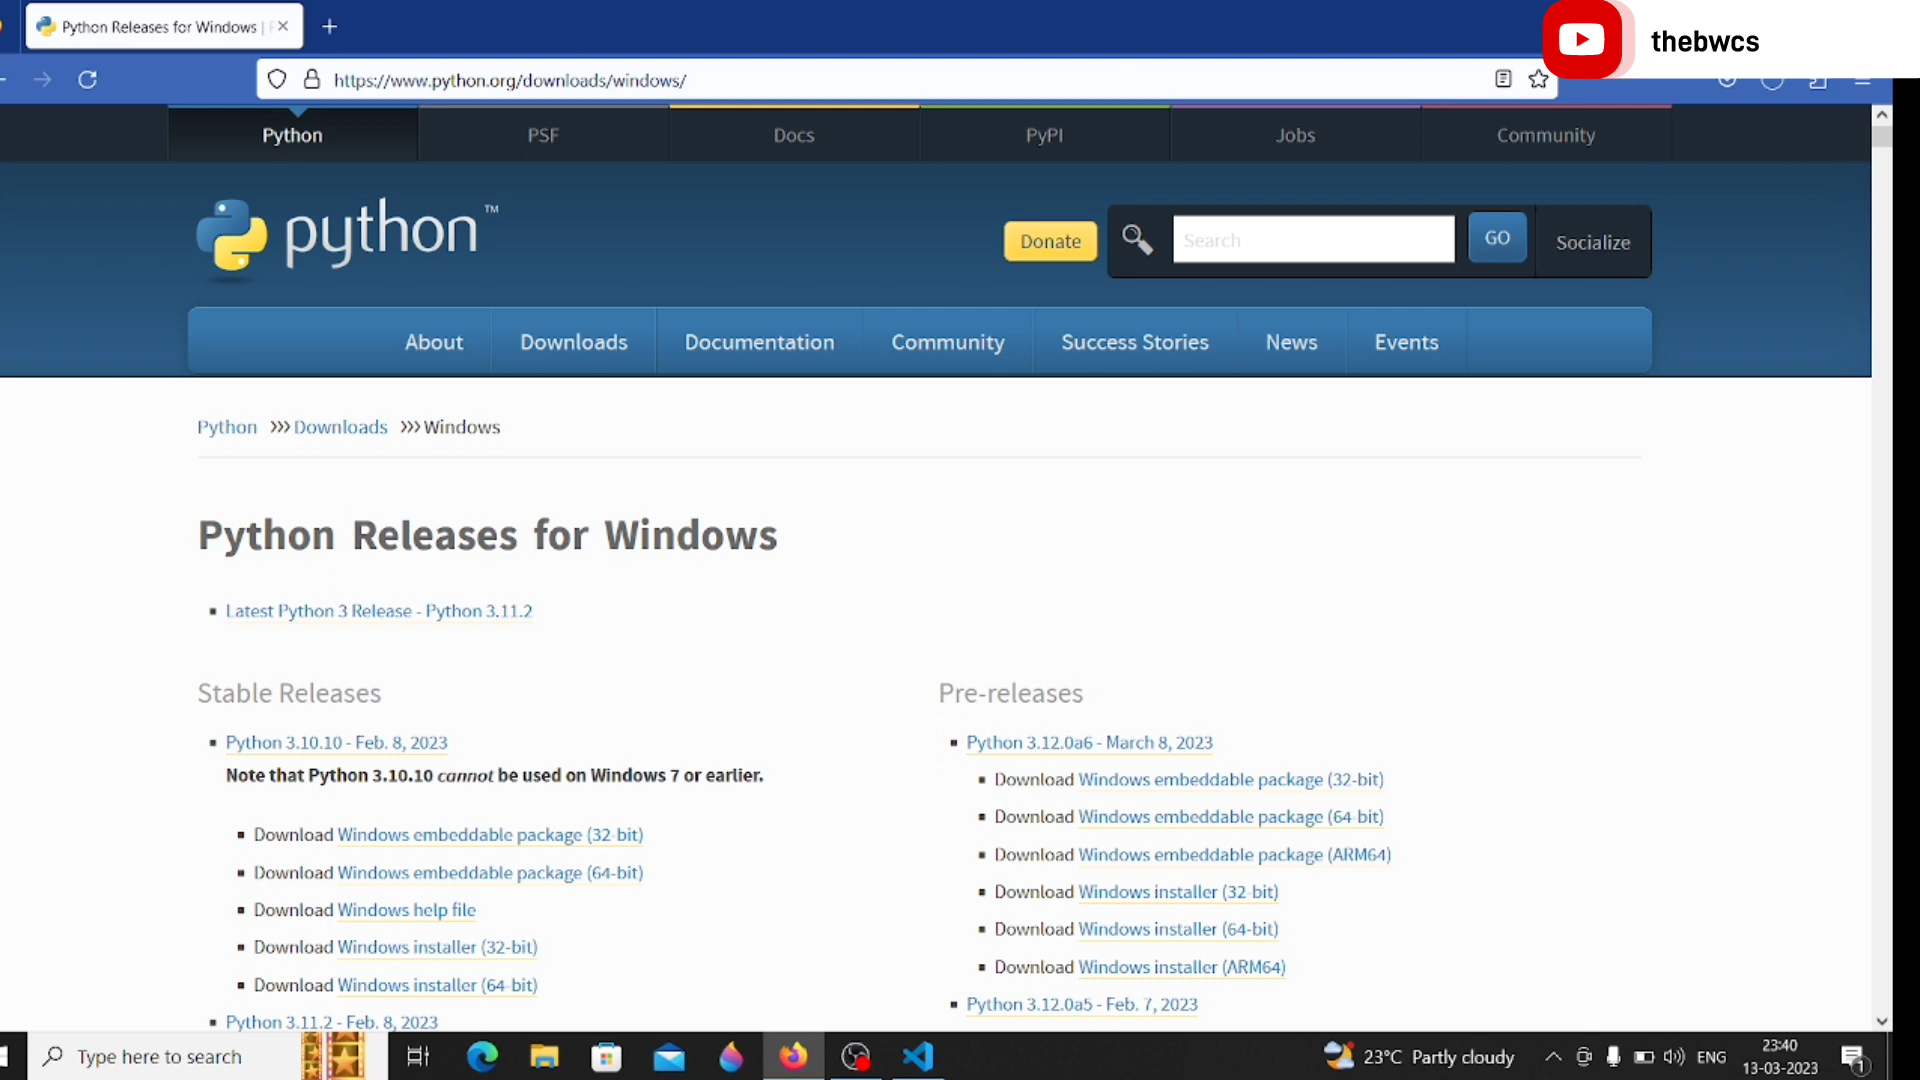 Python Releases for Windows |
thebwcs
https://www.python.org/downloads/windows/
Python PSF Docs PyPI Jobs Community
python™
Donate Search GO Socialize
About Downloads Documentation Community Success Stories News Events
Python >>> Downloads >>> Windows
Python Releases for Windows
Latest Python 3 Release - Python 3.11.2
Stable Releases
Python 3.10.10 - Feb. 8, 2023
Note that Python 3.10.10 cannot be used on Windows 7 or earlier.
Download Windows embeddable package (32-bit)
Download Windows embeddable package (64-bit)
Download Windows help file
Download Windows installer (32-bit)
Download Windows installer (64-bit)
Python 3.11.2 - Feb. 8, 2023
Pre-releases
Python 3.12.0a6 - March 8, 2023
Download Windows embeddable package (32-bit)
Download Windows embeddable package (64-bit)
Download Windows embeddable package (ARM64)
Download Windows installer (32-bit)
Download Windows installer (64-bit)
Download Windows installer (ARM64)
Python 3.12.0a5 - Feb. 7, 2023
Type here to search
23°C Partly cloudy
ENG
23:40
13-03-2023
1